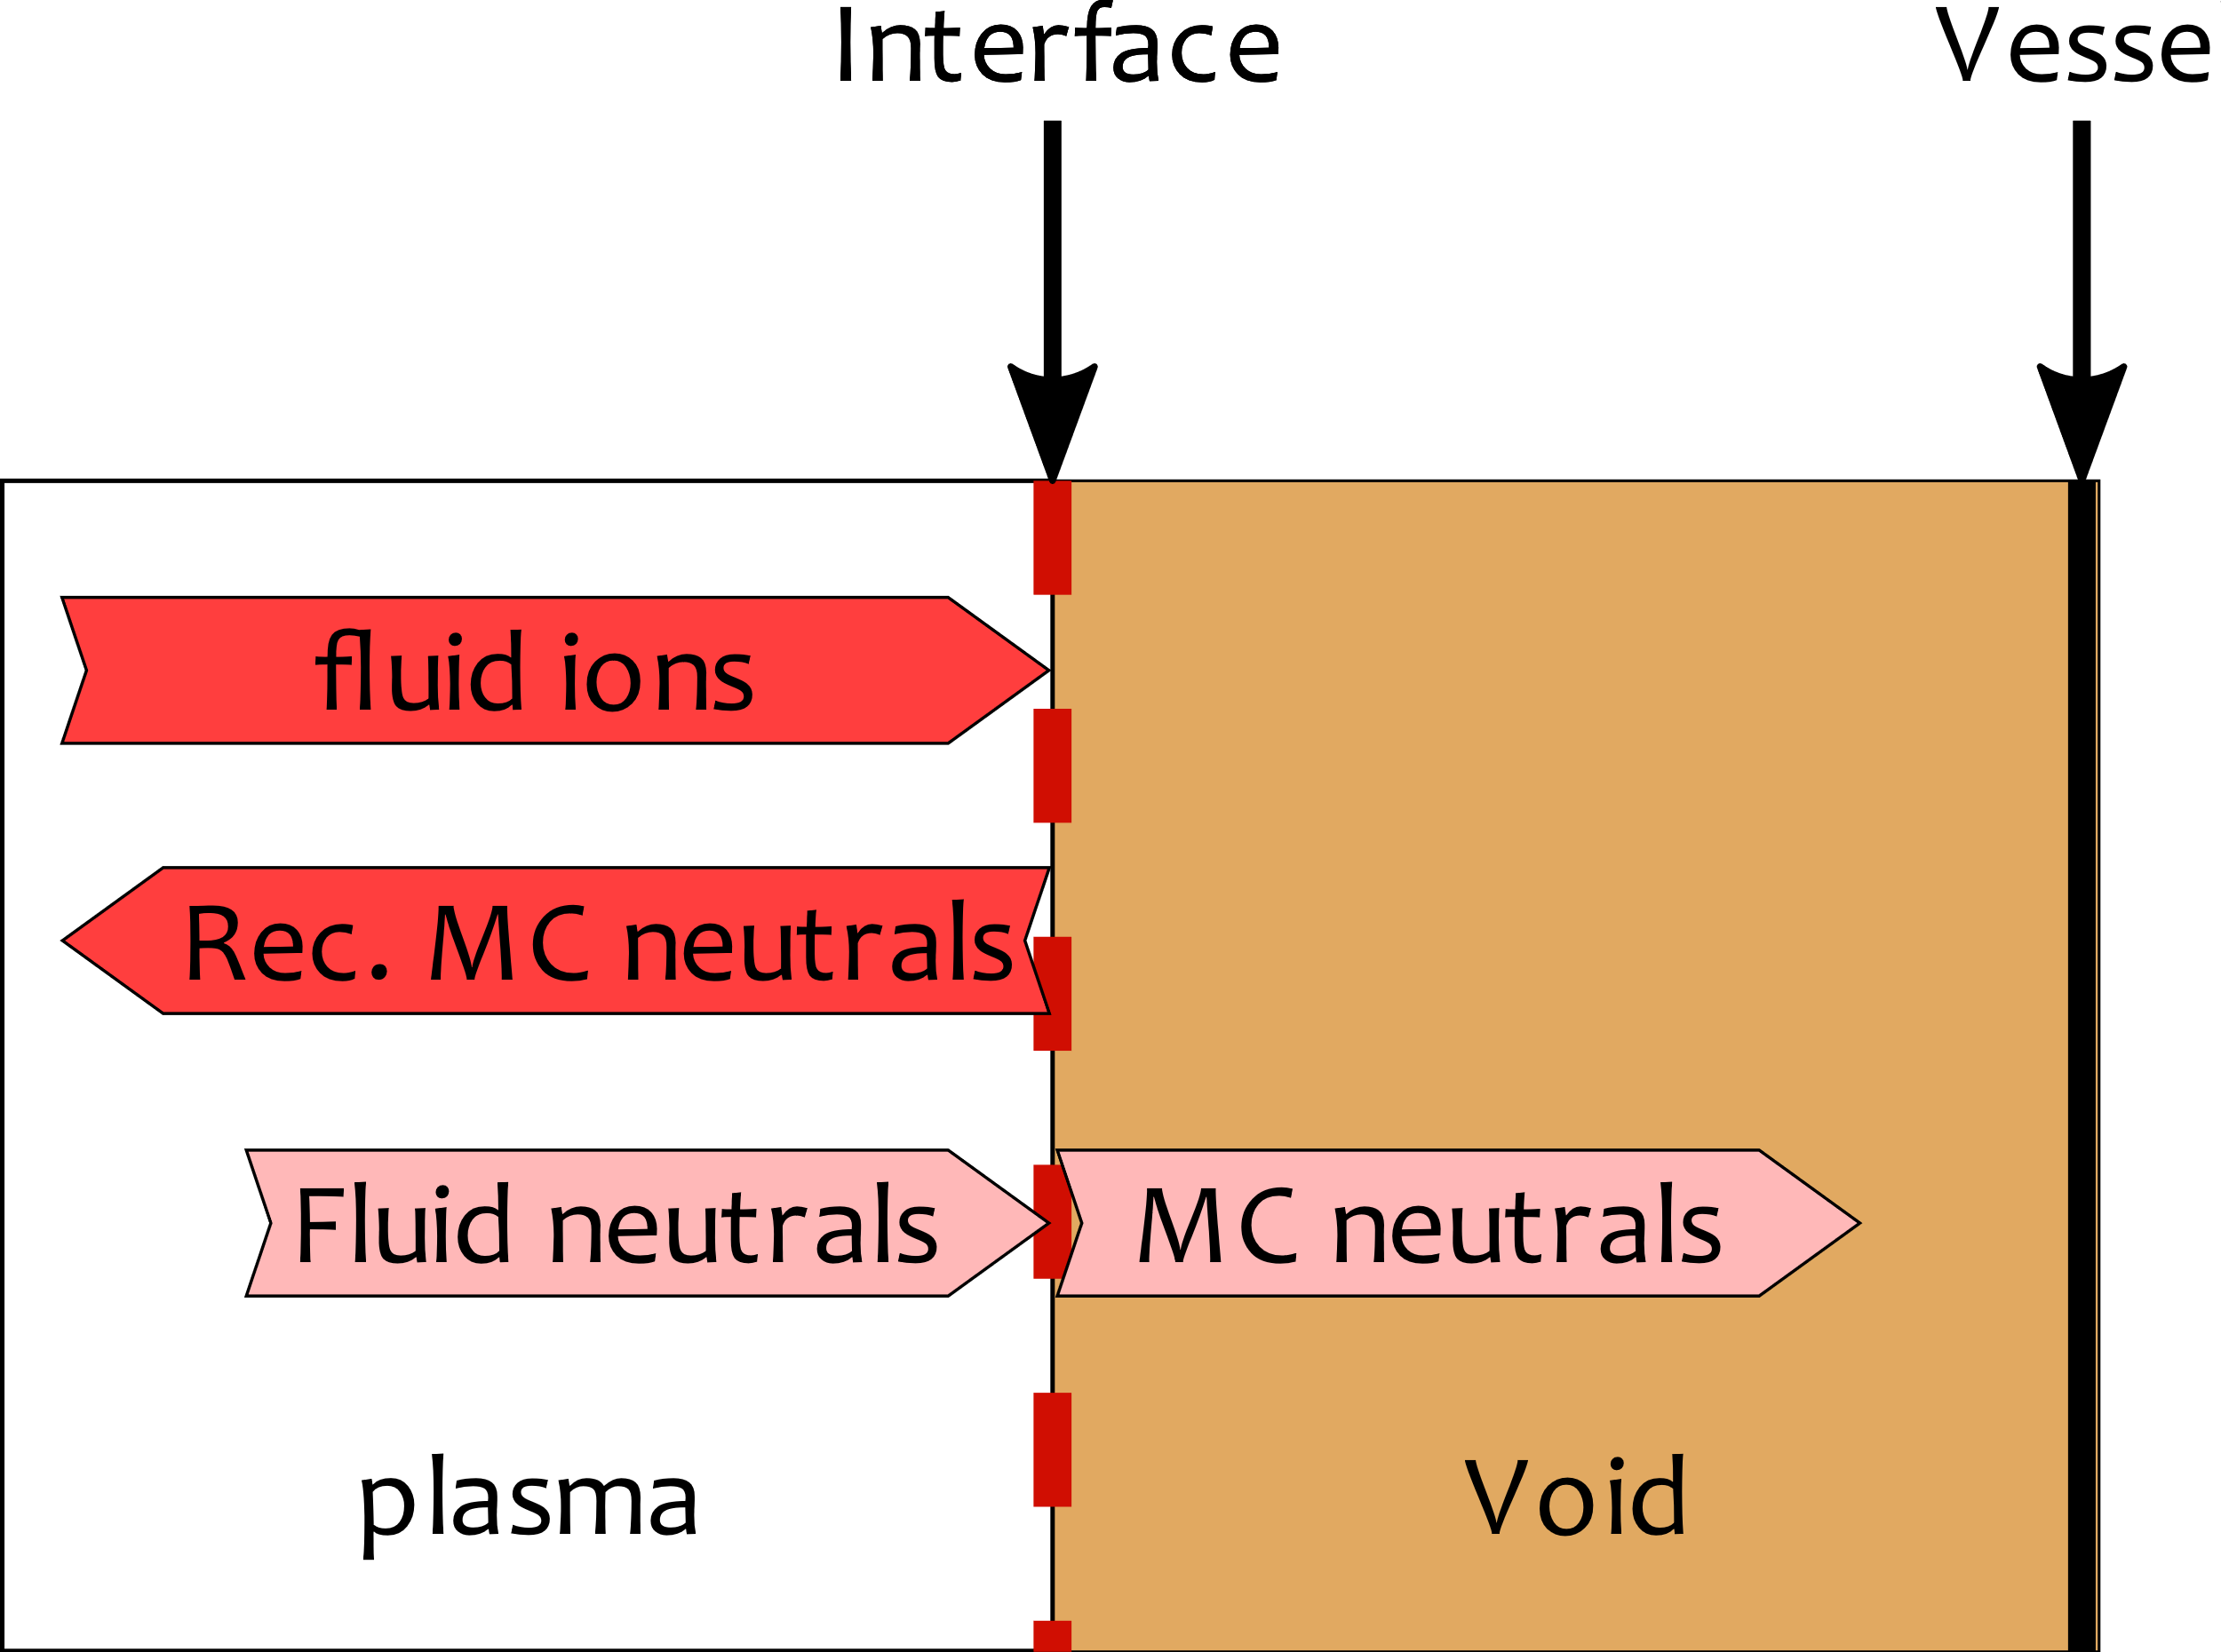 Interface
Vesse
fluid ions
Rec. MC neutrals
Fluid neutrals
MC neutrals
plasma
Void